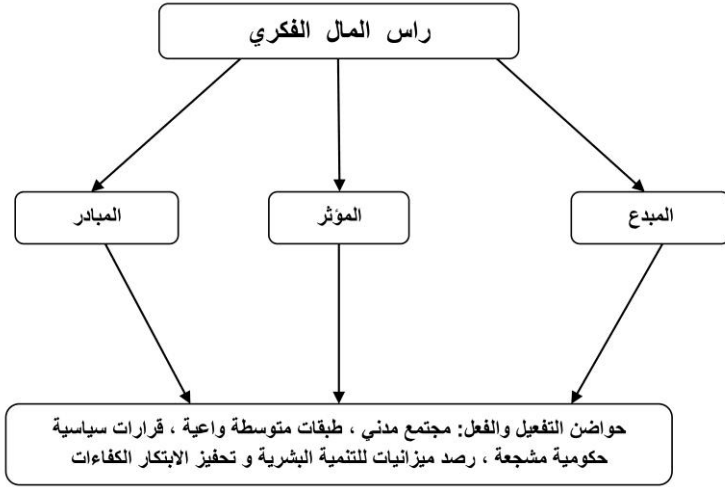 راس المال الفكري
المبدع
المؤثر
المبادر
حواضن التفعيل والفعل: مجتمع مدني ، طبقات متوسطة واعية ، قرارات سياسية
حكومية مشجعة ، رصد ميزانيات للتنمية البشرية و تحفيز الابتكار الكفاءات